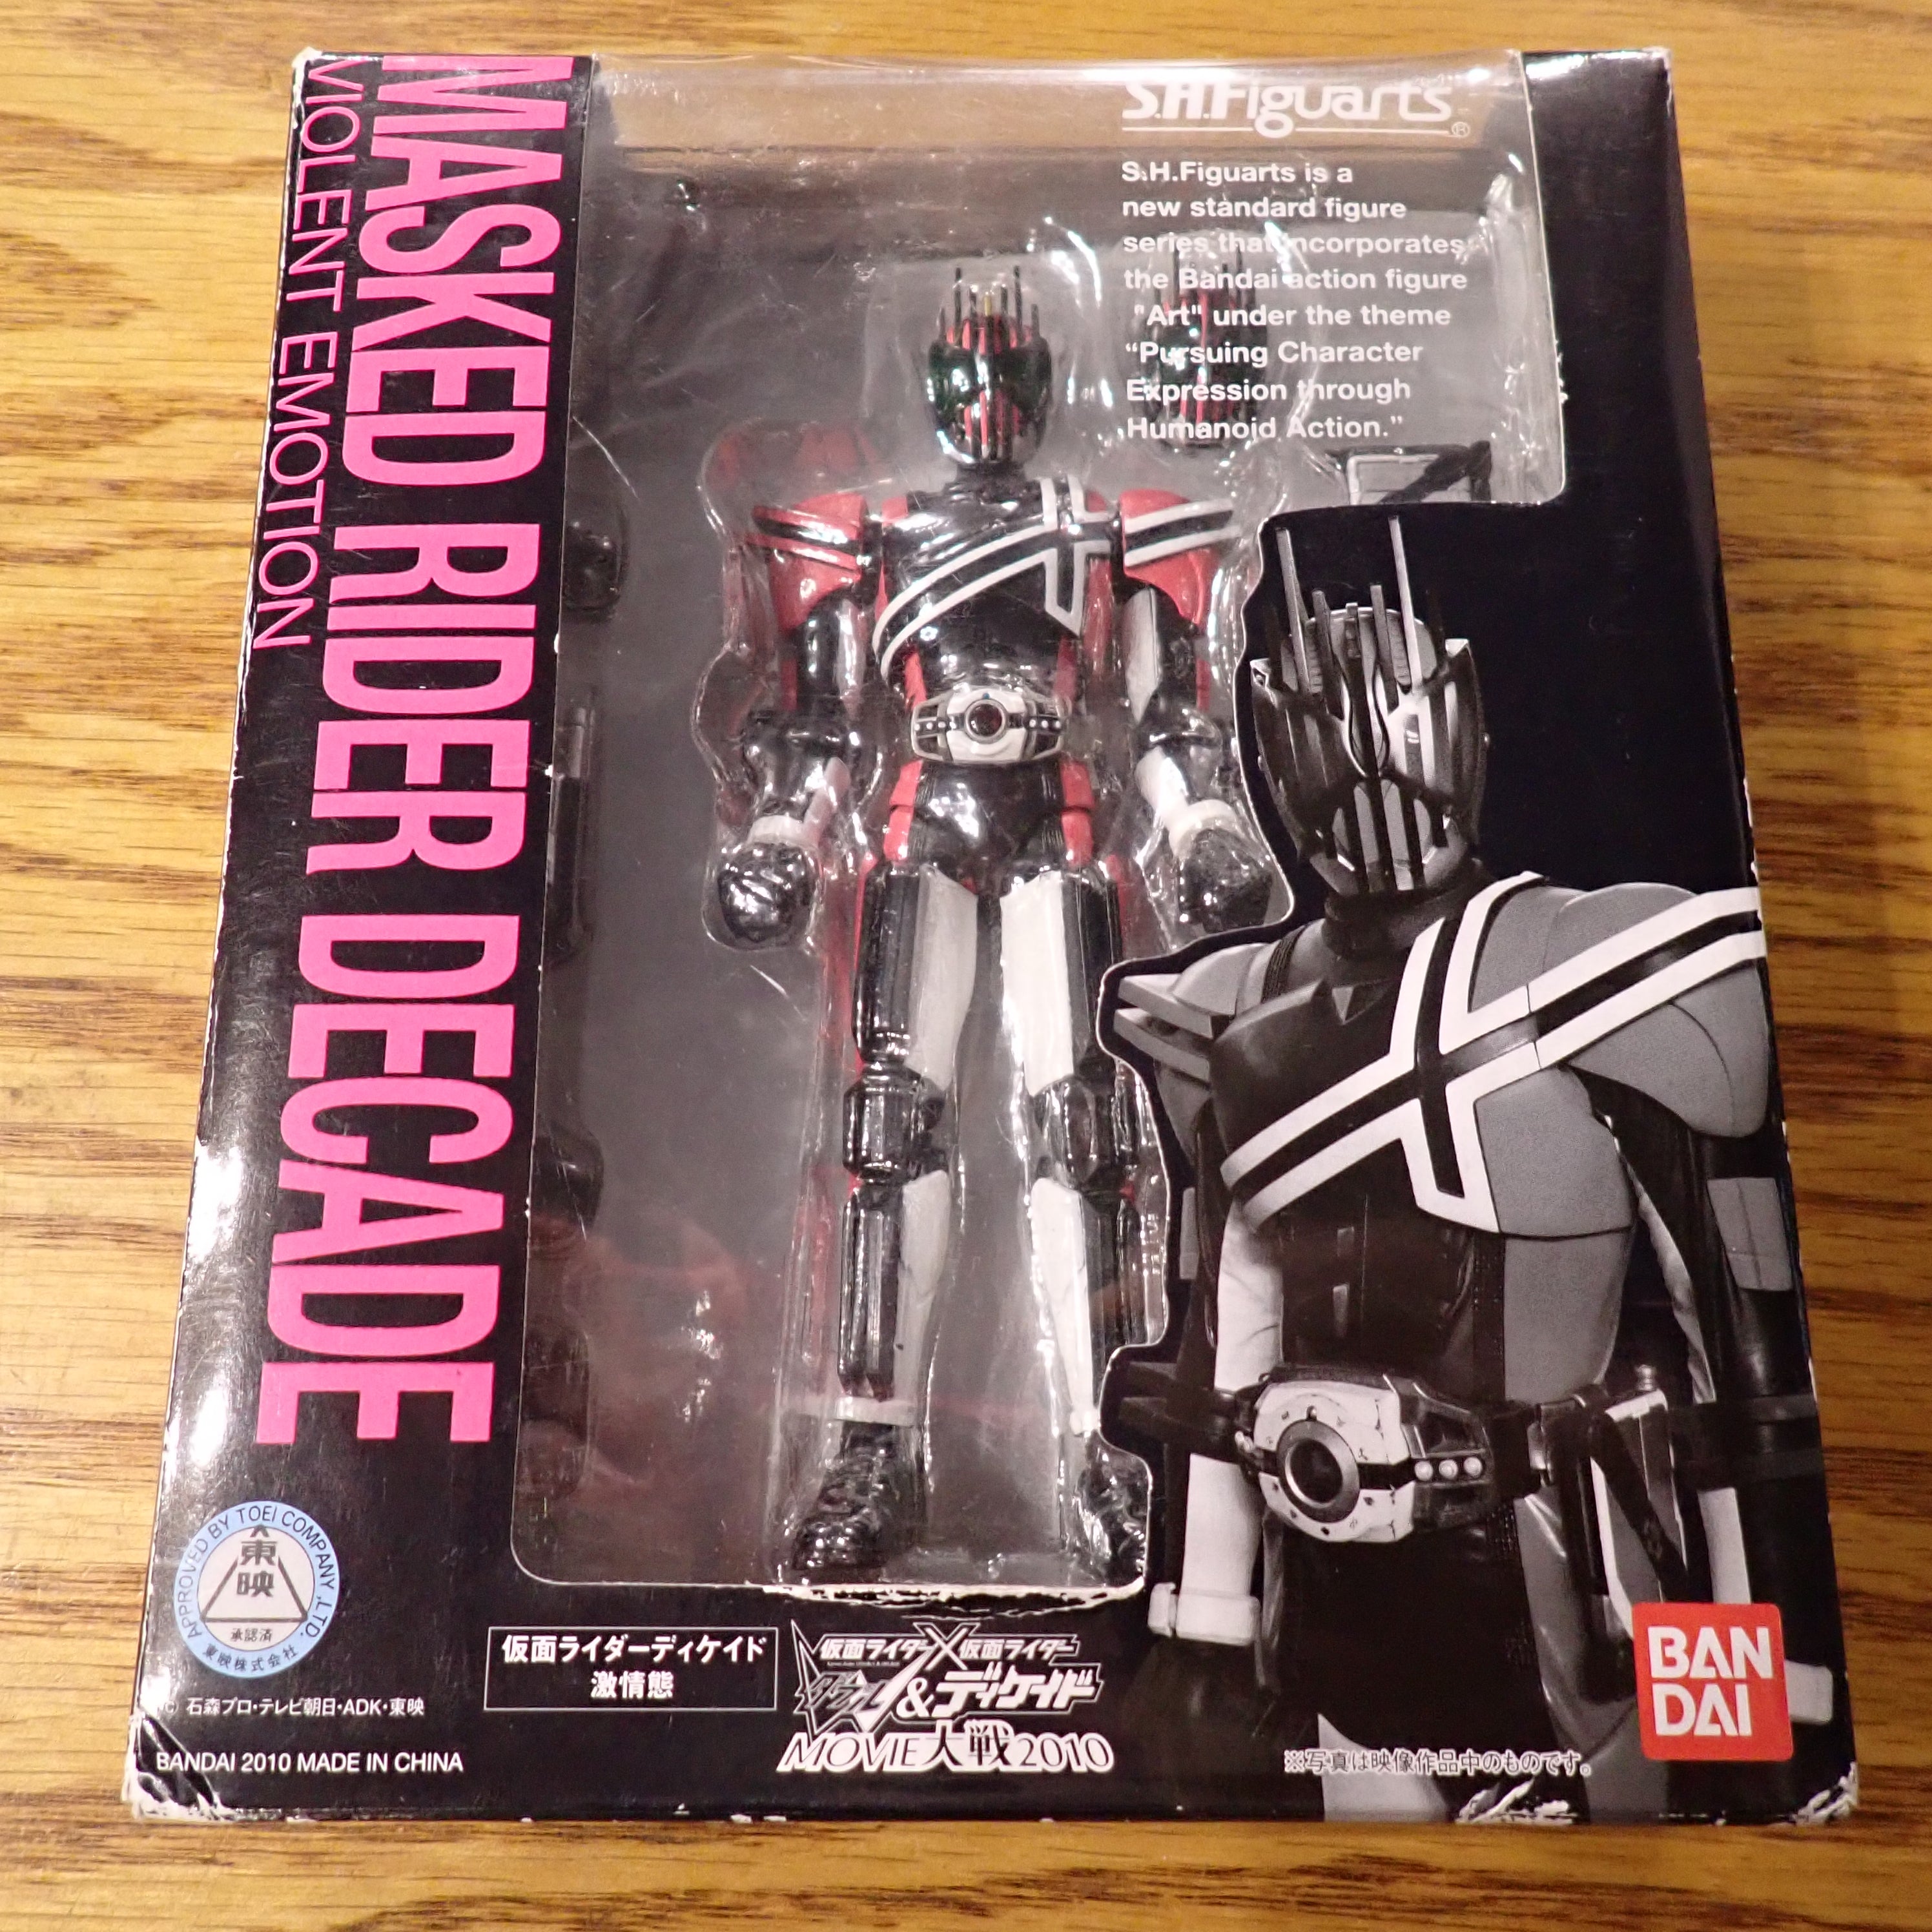 MASKED RIDER DECADE
VIOLENT EMOTION
S.H.Figuarts®
S.H.Figuarts is a
new standard figure
series that incorporates
the Bandai action figure
"Art" under the theme
“Pursuing Character
Expression through
Humanoid Action.”
APPROVED BY TOEI COMPANY, LTD.
東映
承認済
東映株式会社
© 石森プロ・テレビ朝日・ADK・東映
BANDAI 2010 MADE IN CHINA
仮面ライダーディケイド
激情態
仮面ライダー×仮面ライダー
ダブル&ディケイド
MOVIE大戦2010
※写真は映像作品中のものです。
BAN
DAI